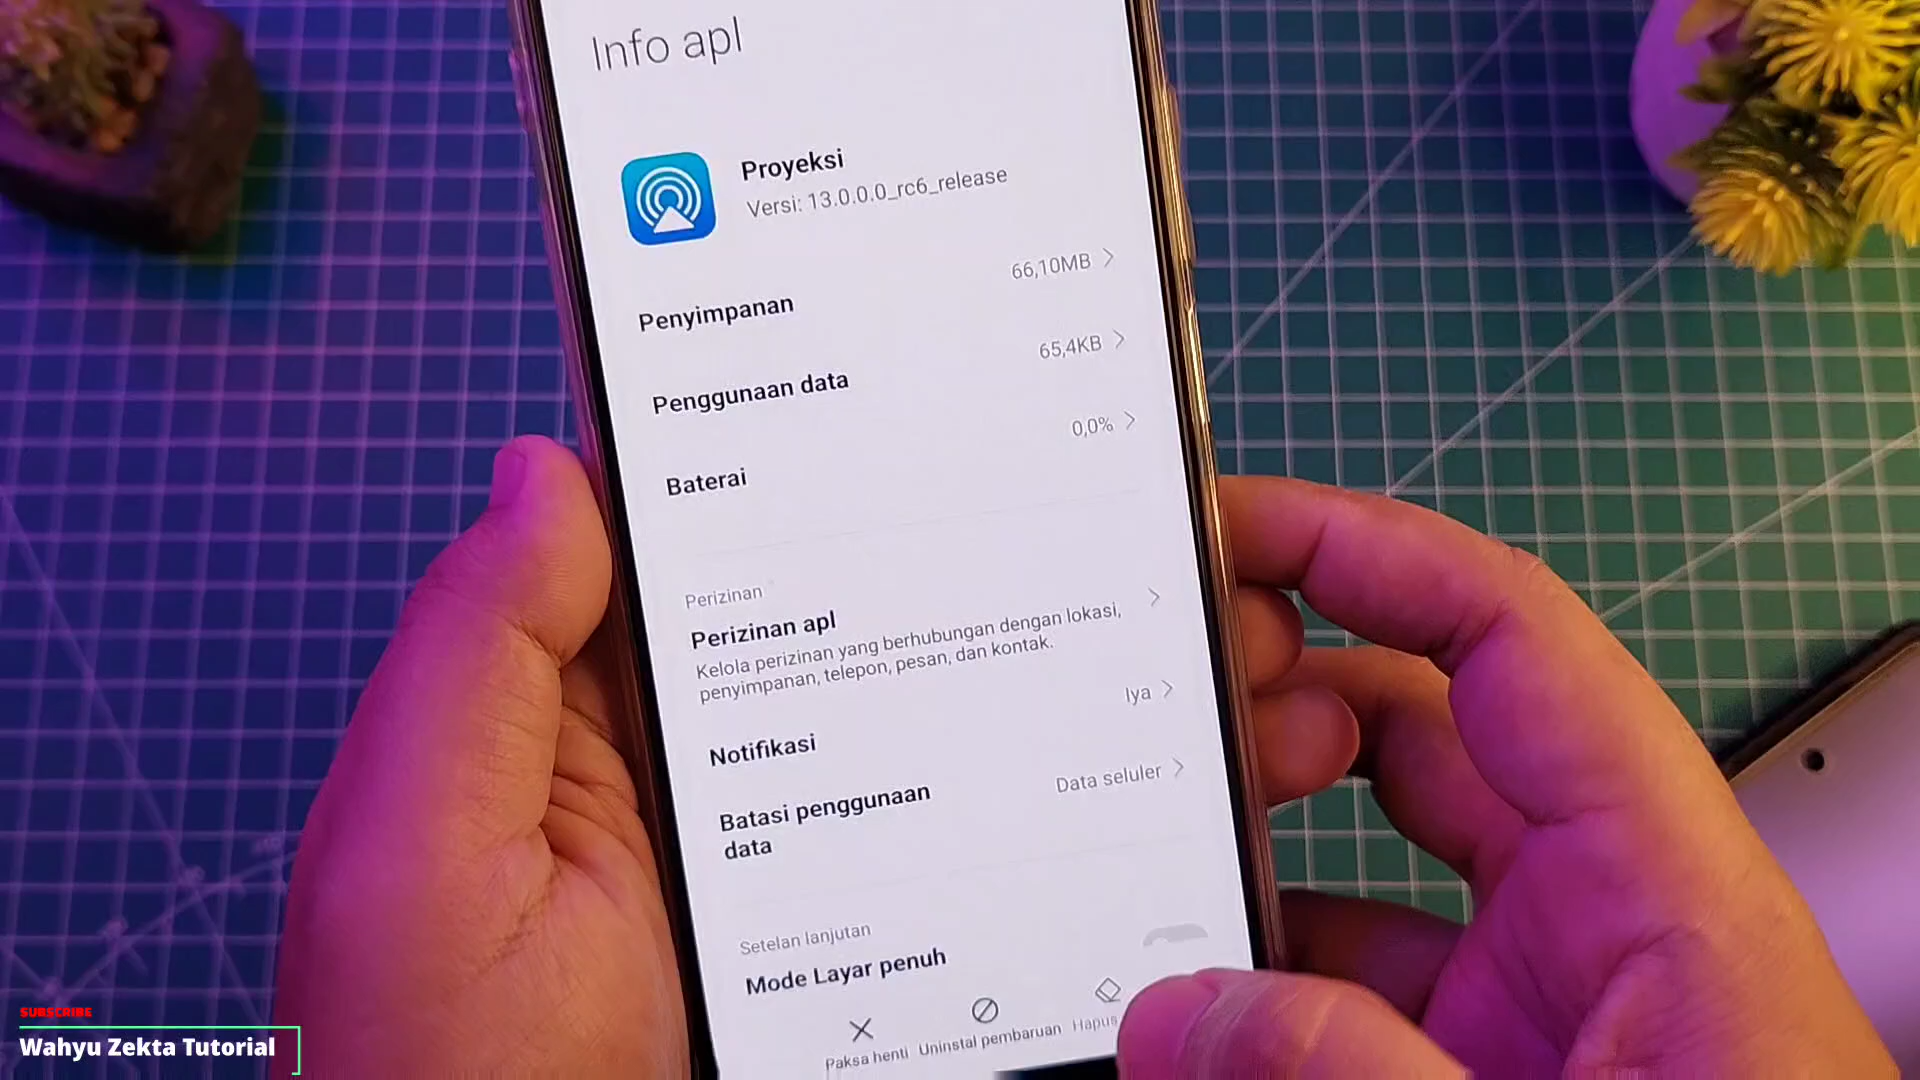 Info apl
Proyeksi
Versi: 13.0.0.0_rc6_release
Penyimpanan
66,10MB
Penggunaan data
65,4KB
Baterai
0,0%
Perizinan
Perizinan apl
Kelola perizinan yang berhubungan dengan lokasi,
penyimpanan, telepon, pesan, dan kontak.
Notifikasi
Iya
Batasi penggunaan
data
Data seluler
Setelan lanjutan
Mode Layar penuh
Paksa henti
Uninstal pembaruan
Hapus
SUBSCRIBE
Wahyu Zekta Tutorial